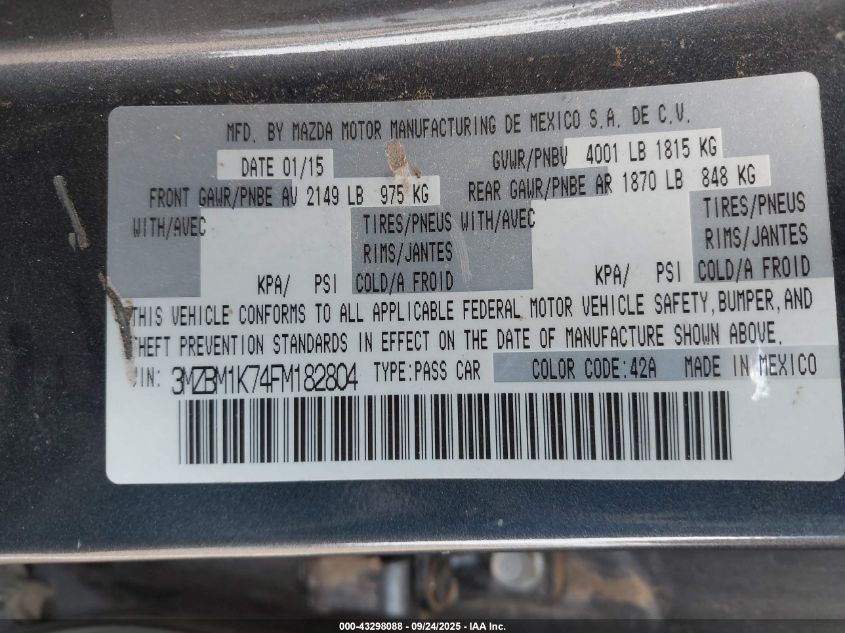 MFD. BY MAZDA MOTOR MANUFACTURING DE MEXICO S.A. DE C.V.
DATE 01/15 GVWR/PNBV 4001 LB 1815 KG
FRONT GAWR/PNBE AV 2149 LB 975 KG REAR GAWR/PNBE AR 1870 LB 848 KG
WITH/AVEC TIRES/PNEUS WITH/AVEC TIRES/PNEUS
RIMS/JANTES RIMS/JANTES
KPA/ PSI COLD/A FROID KPA/ PSI COLD/A FROID
THIS VEHICLE CONFORMS TO ALL APPLICABLE FEDERAL MOTOR VEHICLE SAFETY, BUMPER, AND
THEFT PREVENTION STANDARDS IN EFFECT ON THE DATE OF MANUFACTURE SHOWN ABOVE.
VIN: 3MZBM1K74FM182804 TYPE:PASS CAR COLOR CODE:42A MADE IN MEXICO
000-43298088 - 09/24/2025 - IAA Inc.